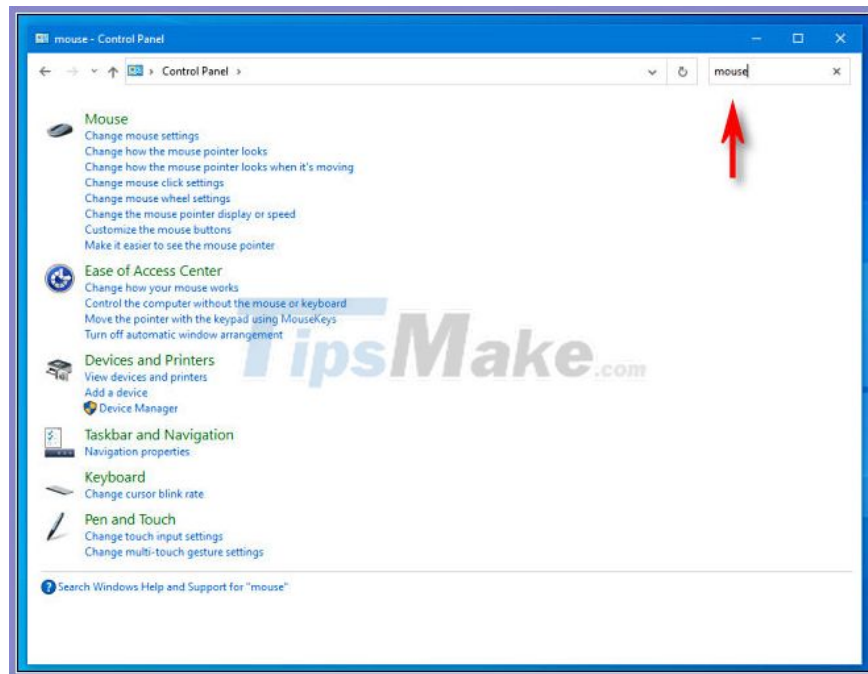 mouse - Control Panel
Control Panel
mouse
Mouse
Change mouse settings
Change how the mouse pointer looks
Change how the mouse pointer looks when it's moving
Change mouse click settings
Change mouse wheel settings
Change the mouse pointer display or speed
Customize the mouse buttons
Make it easier to see the mouse pointer
Ease of Access Center
Change how your mouse works
Control the computer without the mouse or keyboard
Move the pointer with the keypad using MouseKeys
Turn off automatic window arrangement
TipsMake.com
Devices and Printers
View devices and printers
Add a device
Device Manager
Taskbar and Navigation
Navigation properties
Keyboard
Change cursor blink rate
Pen and Touch
Change touch input settings
Change multi-touch gesture settings
Search Windows Help and Support for "mouse"